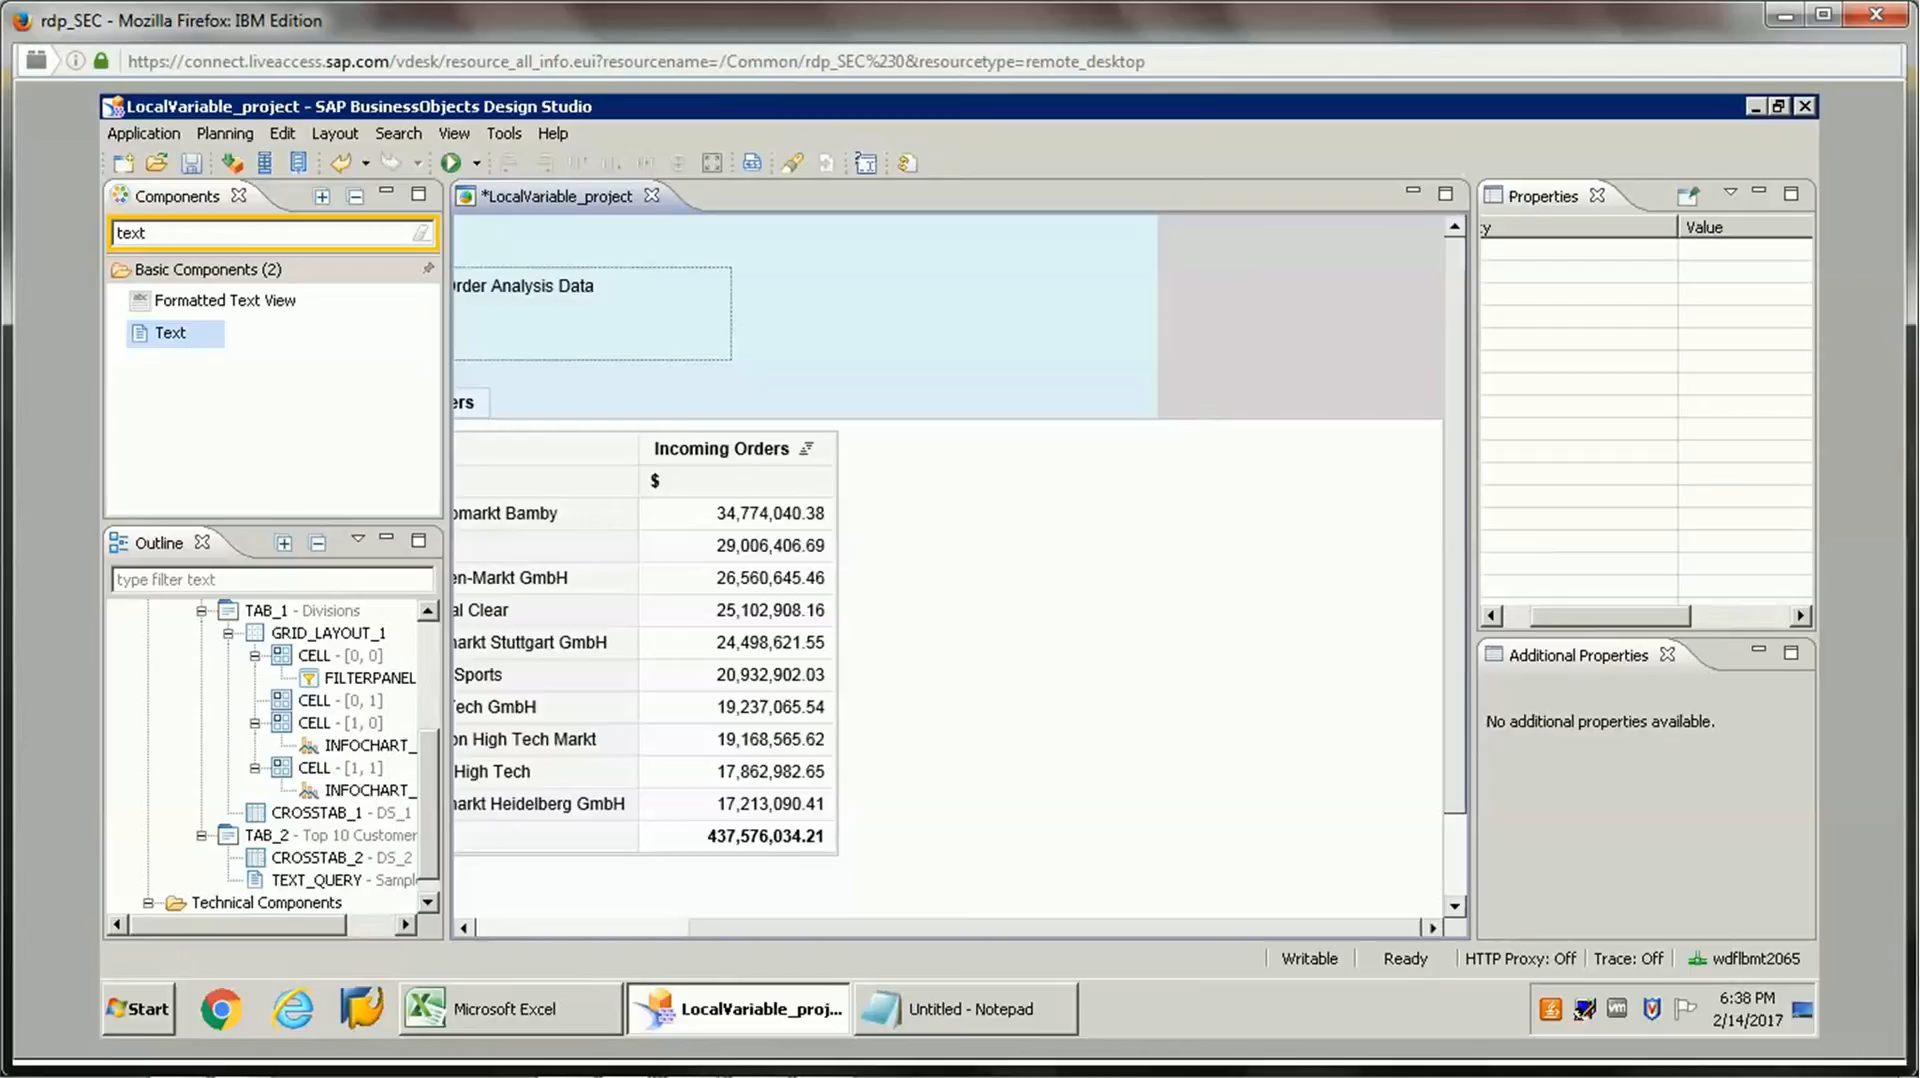 rdp_SEC - Mozilla Firefox: IBM Edition
https://connect.liveaccess.sap.com/vdesk/resource_all_info.eui?resourcename=/Common/rdp_SEC%230&resourcetype=remote_desktop
LocalVariable_project - SAP BusinessObjects Design Studio
Application Planning Edit Layout Search View Tools Help
Components
*LocalVariable_project
Properties
text
Basic Components (2)
Formatted Text View
Text
rder Analysis Data
ers
y Value
Incoming Orders
$
omarkt Bamby 34,774,040.38
29,006,406.69
en-Markt GmbH 26,560,645.46
al Clear 25,102,908.16
arkt Stuttgart GmbH 24,498,621.55
Sports 20,932,902.03
ech GmbH 19,237,065.54
on High Tech Markt 19,168,565.62
High Tech 17,862,982.65
arkt Heidelberg GmbH 17,213,090.41
437,576,034.21
Outline
type filter text
TAB_1 - Divisions
GRID_LAYOUT_1
CELL - [0, 0]
FILTERPANEL
CELL - [0, 1]
CELL - [1, 0]
INFOCHART_
CELL - [1, 1]
INFOCHART_
CROSSTAB_1 - DS_1
TAB_2 - Top 10 Customer
CROSSTAB_2 - DS_2
TEXT_QUERY - Sampl
Technical Components
Additional Properties
No additional properties available.
Writable Ready HTTP Proxy: Off Trace: Off wdflbmt2065
Start
Microsoft Excel
LocalVariable_proj...
Untitled - Notepad
6:38 PM
2/14/2017